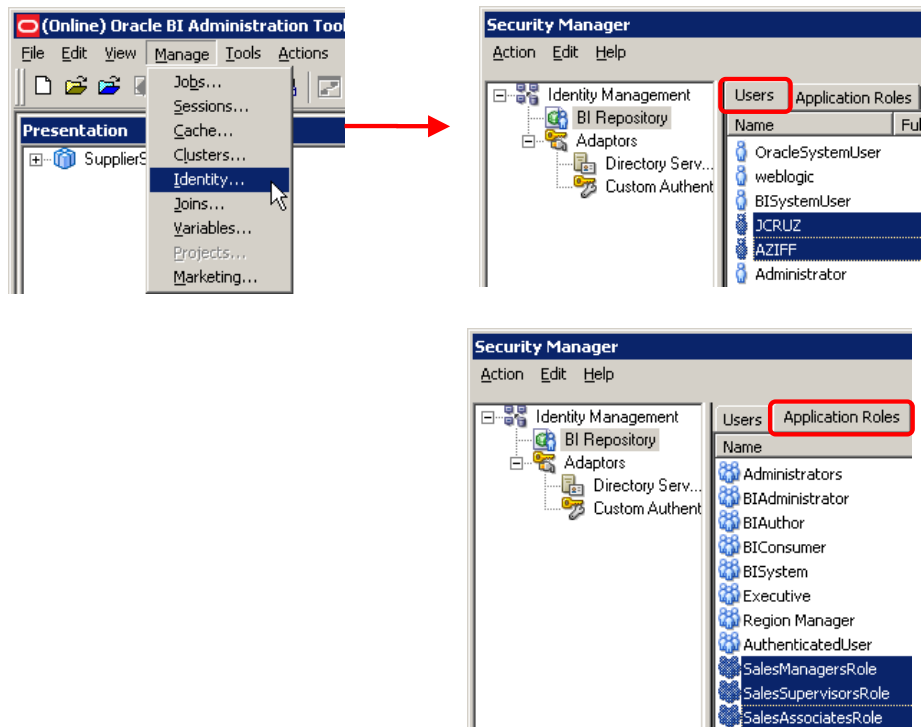 (Online) Oracle BI Administration Tool
File Edit View Manage Tools Actions
Jobs...
Sessions...
Cache...
Clusters...
Identity...
Joins...
Variables...
Projects...
Marketing...
Presentation
SupplierS
Security Manager
Action Edit Help
Identity Management
BI Repository
Adaptors
Directory Serv...
Custom Authent
Users Application Roles
Name Ful
OracleSystemUser
weblogic
BISystemUser
JCRUZ
AZIFF
Administrator
Security Manager
Action Edit Help
Identity Management
BI Repository
Adaptors
Directory Serv...
Custom Authent
Users Application Roles
Name
Administrators
BIAdministrator
BIAuthor
BIConsumer
BISystem
Executive
Region Manager
AuthenticatedUser
SalesManagersRole
SalesSupervisorsRole
SalesAssociatesRole